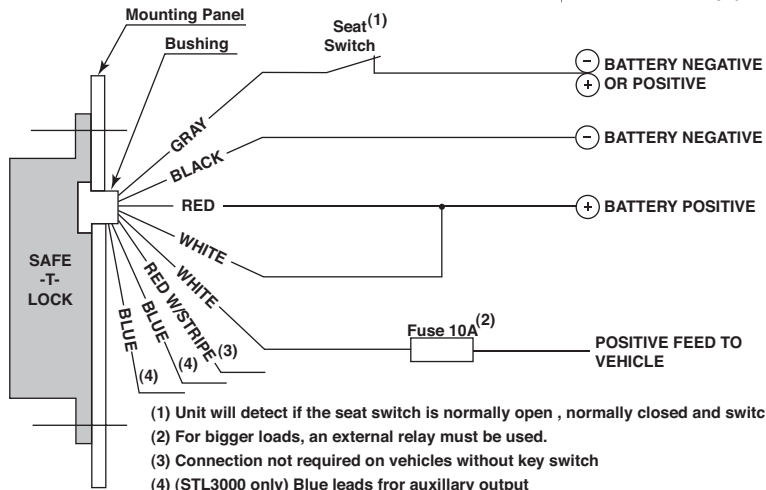 Mounting Panel
Bushing
Seat(1)
Switch
GRAY
BLACK
RED
WHITE
WHITE
RED W/STRIPE
(3)
BLUE
(4)
BLUE
(4)
SAFE
-T-
LOCK
- BATTERY NEGATIVE
+ OR POSITIVE
- BATTERY NEGATIVE
+ BATTERY POSITIVE
Fuse 10A(2)
POSITIVE FEED TO
VEHICLE
(1) Unit will detect if the seat switch is normally open , normally closed and switc
(2) For bigger loads, an external relay must be used.
(3) Connection not required on vehicles without key switch
(4) (STL3000 only) Blue leads fror auxillary output